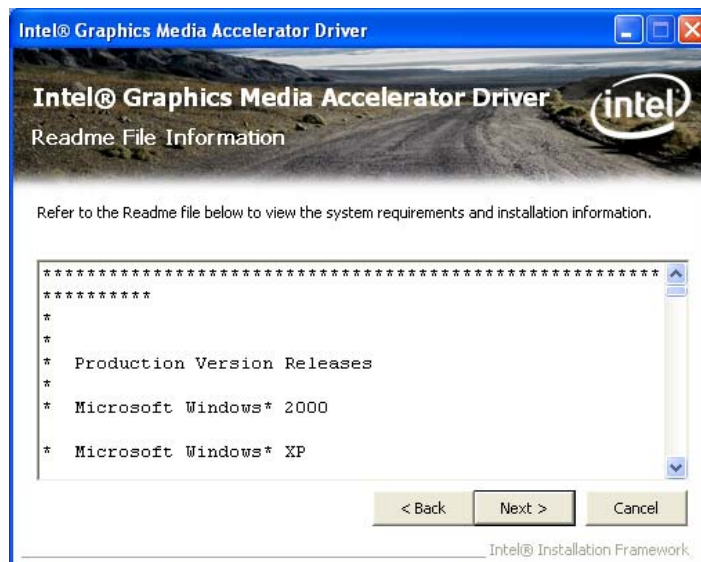 Intel® Graphics Media Accelerator Driver
Intel® Graphics Media Accelerator Driver
intel
Readme File Information
Refer to the Readme file below to view the system requirements and installation information.
*********************************************************
**********
*
*
*   Production Version Releases
*
*   Microsoft Windows* 2000
*   Microsoft Windows* XP
< Back
Next >
Cancel
Intel® Installation Framework